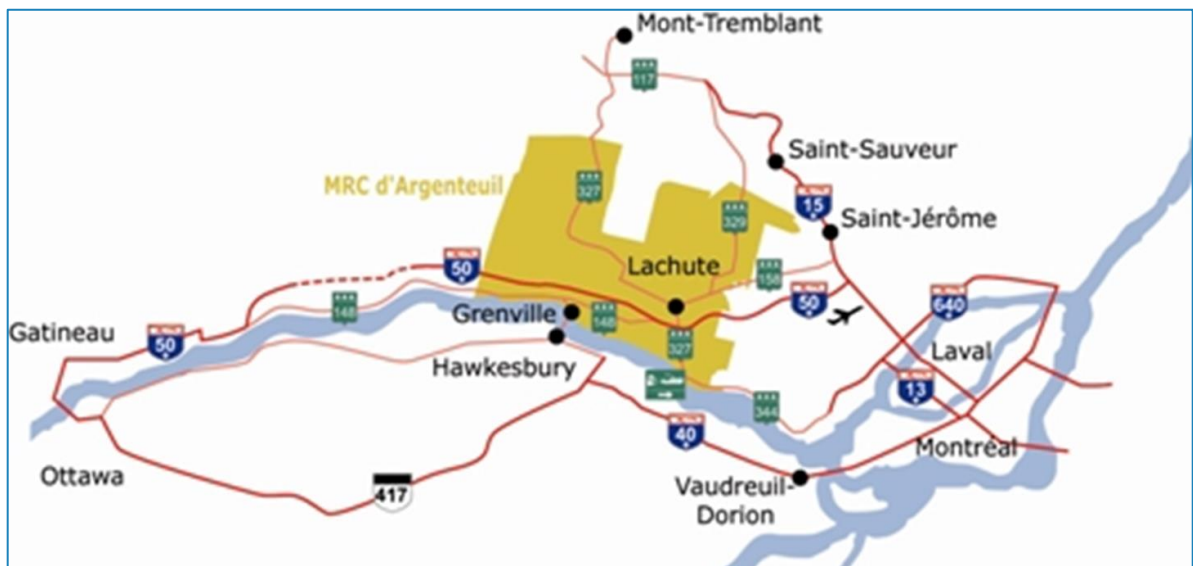 Mont-Tremblant
117
Saint-Sauveur
MRC d'Argenteuil
327
15
329
Saint-Jérôme
Lachute
50
158
50
640
148
Grenville
148
Gatineau
50
327
Laval
Hawkesbury
13
344
40
Montréal
Ottawa
417
Vaudreuil-
Dorion